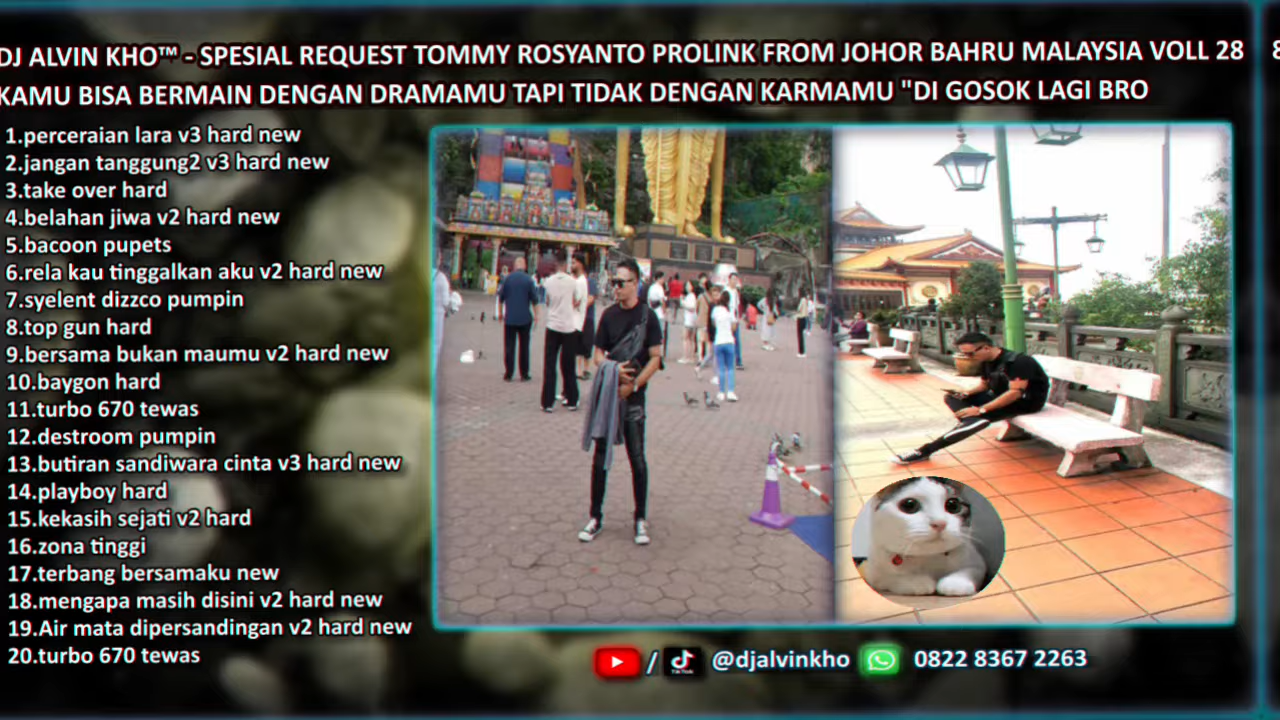 DJ ALVIN KHO™ - SPESIAL REQUEST TOMMY ROSYANTO PROLINK FROM JOHOR BAHRU MALAYSIA VOLL 28
KAMU BISA BERMAIN DENGAN DRAMAMU TAPI TIDAK DENGAN KARMAMU "DI GOSOK LAGI BRO
1.perceraian lara v3 hard new
2.jangan tanggung2 v3 hard new
3.take over hard
4.belahan jiwa v2 hard new
5.bacoon pupets
6.rela kau tinggalkan aku v2 hard new
7.syelent dizzco pumpin
8.top gun hard
9.bersama bukan maumu v2 hard new
10.baygon hard
11.turbo 670 tewas
12.destroom pumpin
13.butiran sandiwara cinta v3 hard new
14.playboy hard
15.kekasih sejati v2 hard
16.zona tinggi
17.terbang bersamaku new
18.mengapa masih disini v2 hard new
19.Air mata dipersandingan v2 hard new
20.turbo 670 tewas
/ @djalvinkho 0822 8367 2263